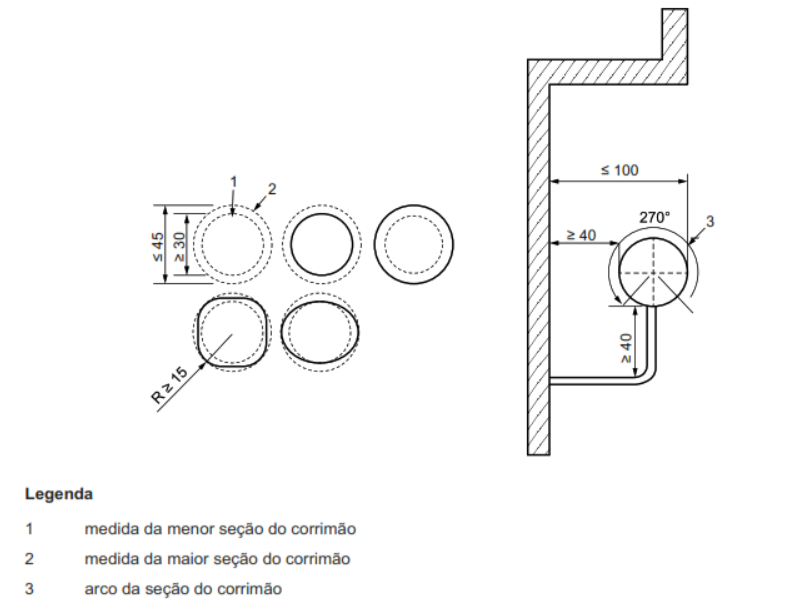 ≤ 100
1
2
270°
3
≤ 45
≥ 30
≥ 40
≥ 40
R ≥ 15
Legenda
1 medida da menor seção do corrimão
2 medida da maior seção do corrimão
3 arco da seção do corrimão